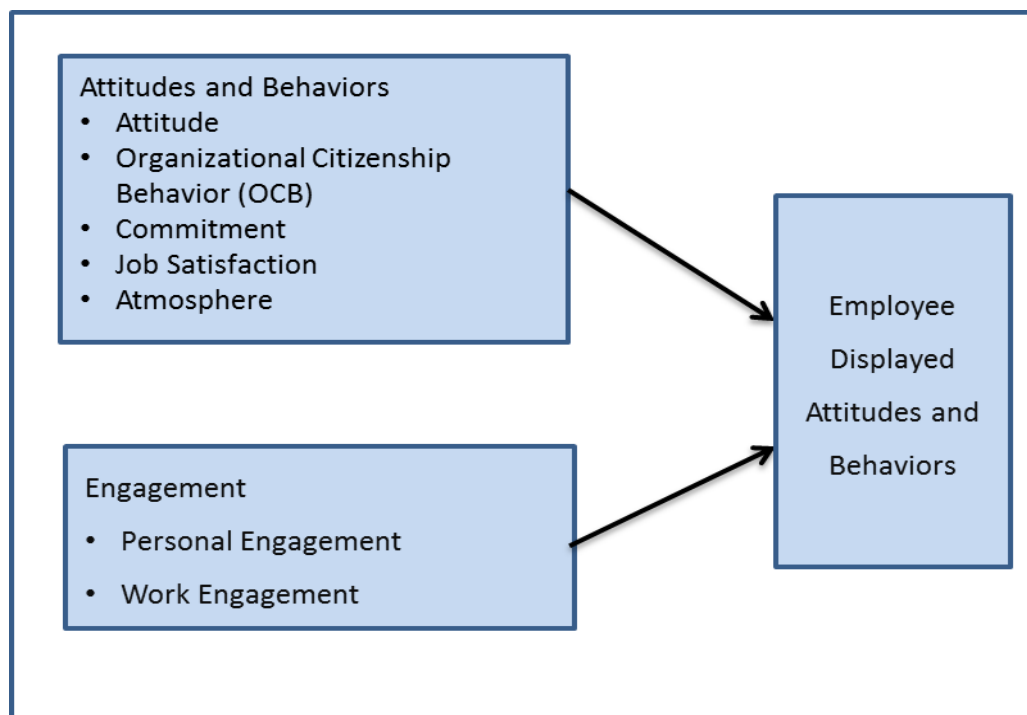 Attitudes and Behaviors
• Attitude
• Organizational Citizenship
Behavior (OCB)
• Commitment
• Job Satisfaction
• Atmosphere
Engagement
• Personal Engagement
• Work Engagement
Employee
Displayed
Attitudes and
Behaviors